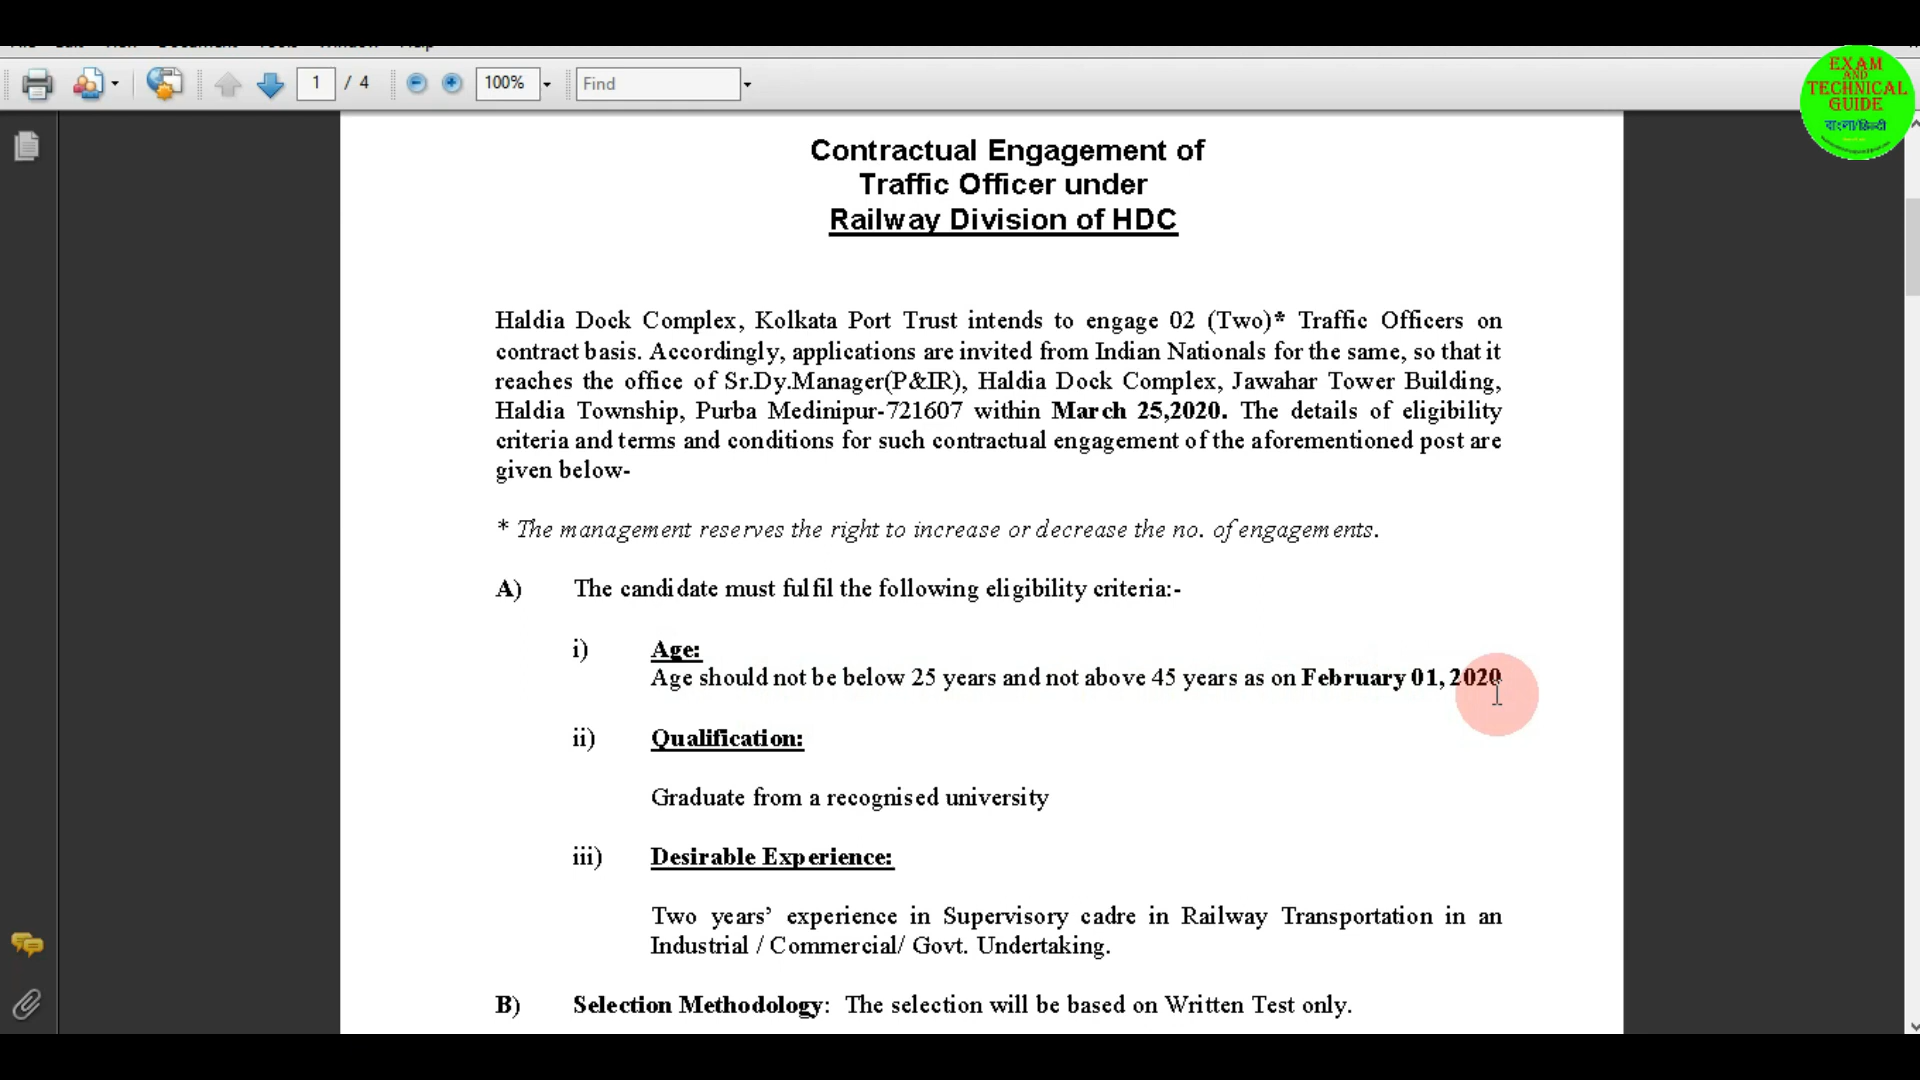 1 / 4
100%
Find
EXAM
AND
TECHNICAL
GUIDE
বাংলা/हिन्दी
Contractual Engagement of
Traffic Officer under
Railway Division of HDC
Haldia Dock Complex, Kolkata Port Trust intends to engage 02 (Two)* Traffic Officers on
contract basis. Accordingly, applications are invited from Indian Nationals for the same, so that it
reaches the office of Sr.Dy.Manager(P&IR), Haldia Dock Complex, Jawahar Tower Building,
Haldia Township, Purba Medinipur-721607 within March 25,2020. The details of eligibility
criteria and terms and conditions for such contractual engagement of the aforementioned post are
given below-
* The management reserves the right to increase or decrease the no. of engagements.
A) The candidate must fulfil the following eligibility criteria:-
i) Age:
Age should not be below 25 years and not above 45 years as on February 01, 2020
ii) Qualification:
Graduate from a recognised university
iii) Desirable Experience:
Two years’ experience in Supervisory cadre in Railway Transportation in an
Industrial / Commercial/ Govt. Undertaking.
B) Selection Methodology: The selection will be based on Written Test only.